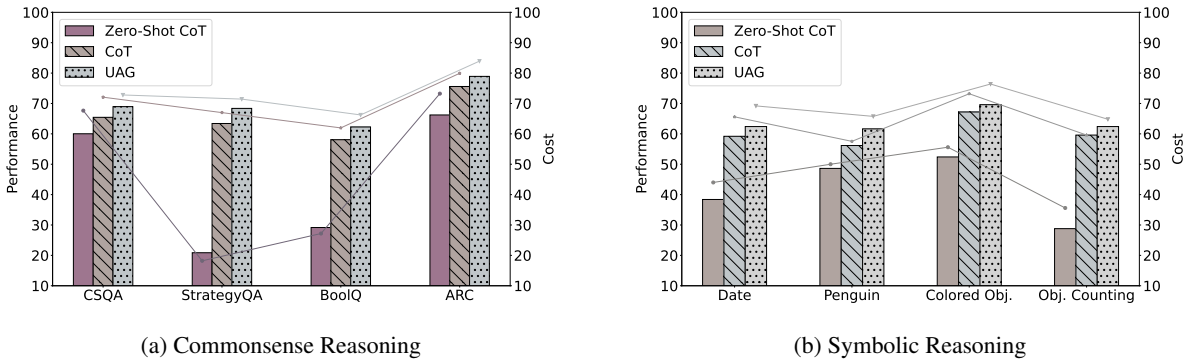 100
90
80
70
60
50
40
30
20
10
Performance
Zero-Shot CoT
CoT
UAG
CSQA
StrategyQA
BoolQ
ARC
100
90
80
70
60
50
40
30
20
10
Cost
(a) Commonsense Reasoning
100
90
80
70
60
50
40
30
20
10
Performance
Zero-Shot CoT
CoT
UAG
Date
Penguin
Colored Obj.
Obj. Counting
100
90
80
70
60
50
40
30
20
10
Cost
(b) Symbolic Reasoning